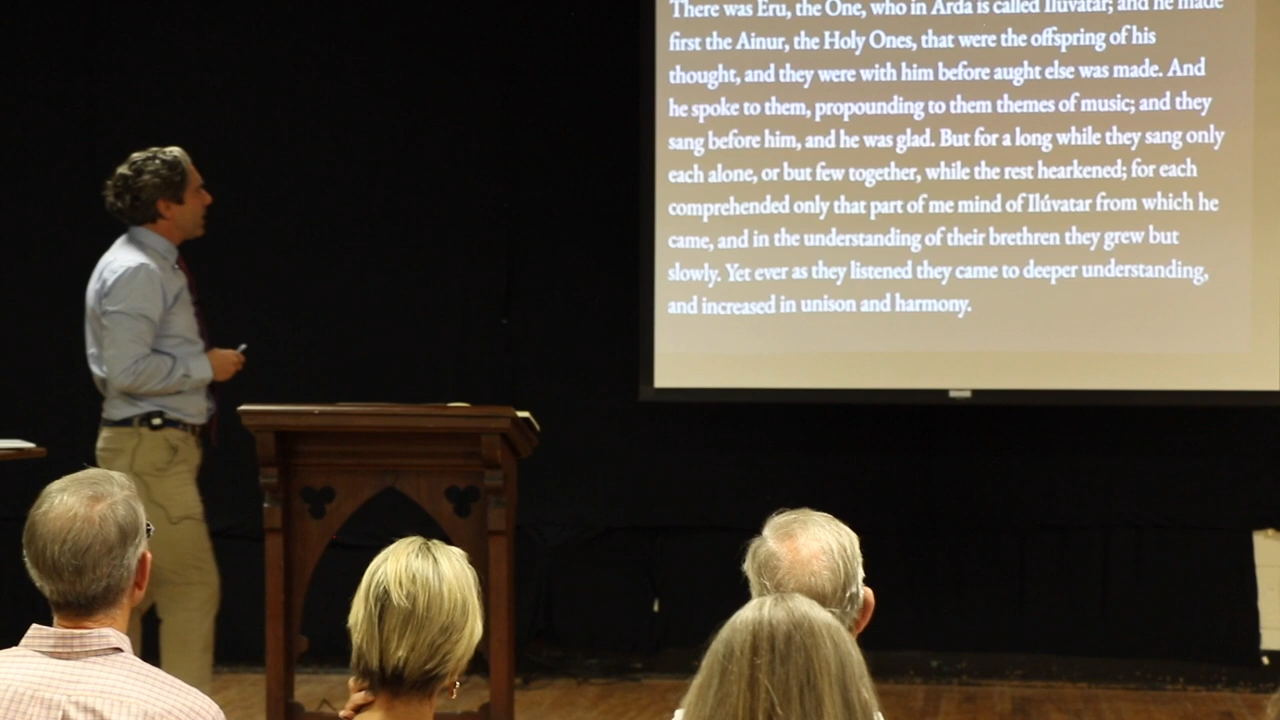 There was Eru, the One, who in Arda is called Ilúvatar; and he made
first the Ainur, the Holy Ones, that were the offspring of his
thought, and they were with him before aught else was made. And
he spoke to them, propounding to them themes of music; and they
sang before him, and he was glad. But for a long while they sang only
each alone, or but few together, while the rest hearkened; for each
comprehended only that part of me mind of Ilúvatar from which he
came, and in the understanding of their brethren they grew but
slowly. Yet ever as they listened they came to deeper understanding,
and increased in unison and harmony.